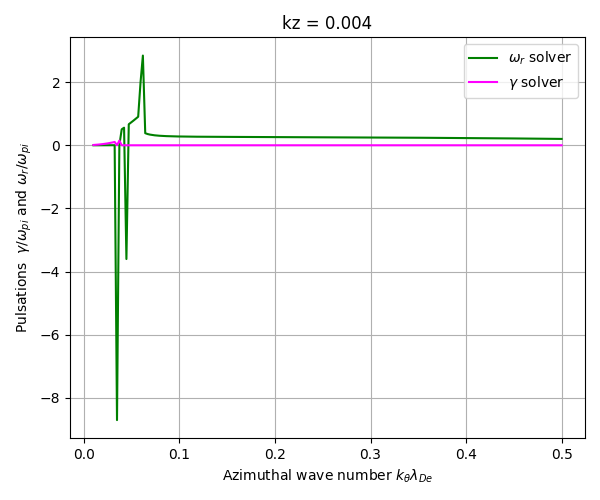 kz = 0.004
ω_r solver
γ solver
2
0
−2
−4
−6
−8
Pulsations γ/ω_pi and ω_r/ω_pi
0.0 0.1 0.2 0.3 0.4 0.5
Azimuthal wave number k_θλ_De